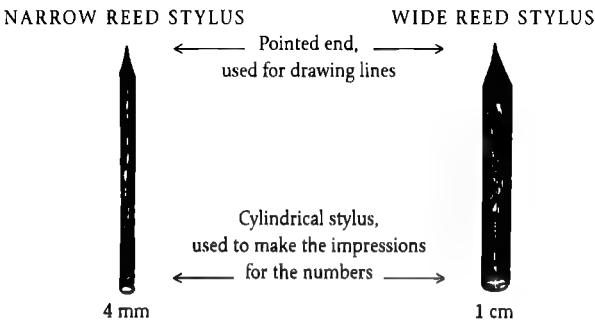 NARROW REED STYLUS
WIDE REED STYLUS
Pointed end,
used for drawing lines
Cylindrical stylus,
used to make the impressions
for the numbers
4 mm
1 cm